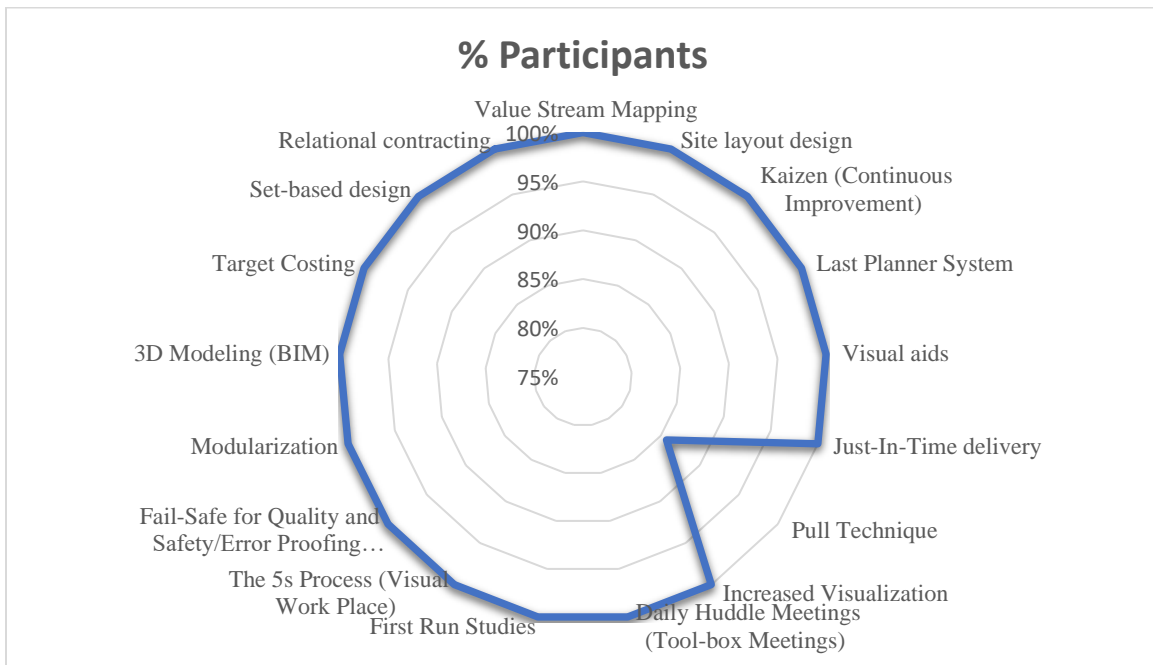 % Participants
Value Stream Mapping
100%
Relational contracting
Site layout design
Set-based design
95%
Kaizen (Continuous
Improvement)
90%
Target Costing
Last Planner System
85%
80%
3D Modeling (BIM)
75%
Visual aids
Modularization
Just-In-Time delivery
Fail-Safe for Quality and
Safety/Error Proofing…
Pull Technique
The 5s Process (Visual
Work Place)
Increased Visualization
First Run Studies
Daily Huddle Meetings
(Tool-box Meetings)